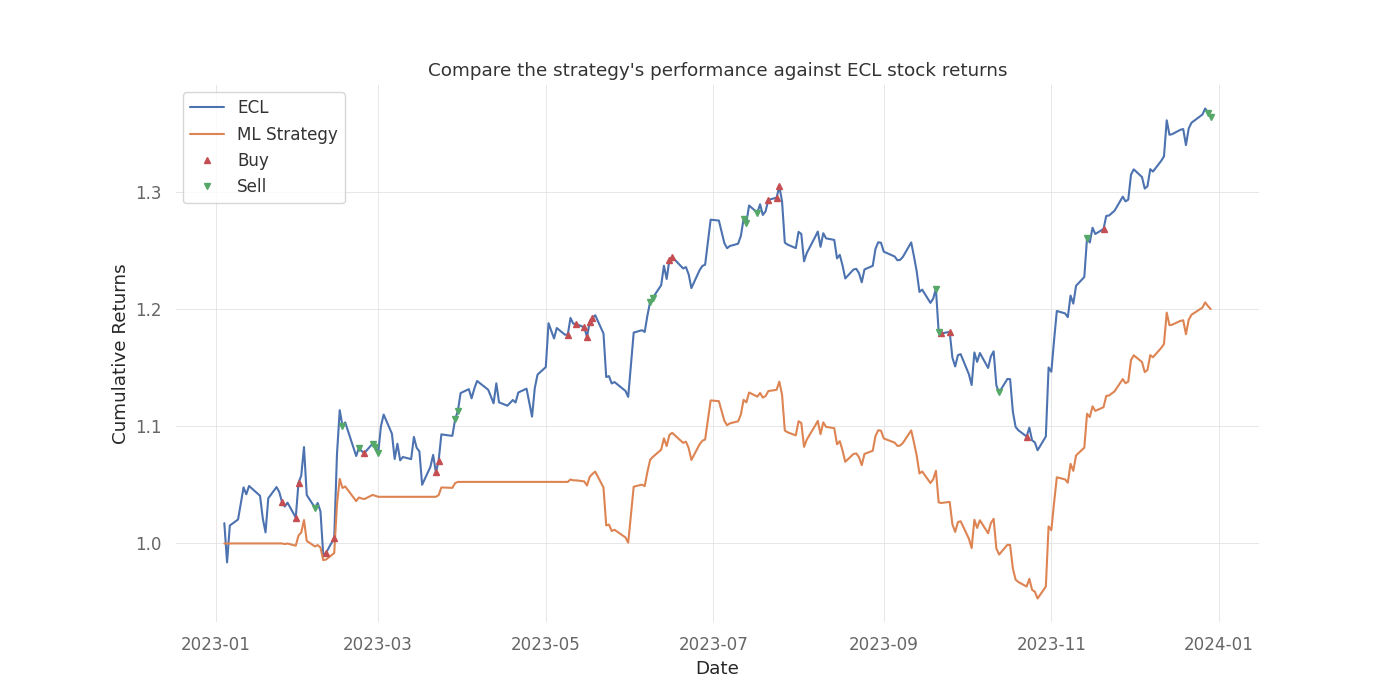 Compare the strategy's performance against ECL stock returns
ECL
ML Strategy
Buy
Sell
Cumulative Returns
1.3
1.2
1.1
1.0
2023-01 2023-03 2023-05 2023-07 2023-09 2023-11 2024-01
Date